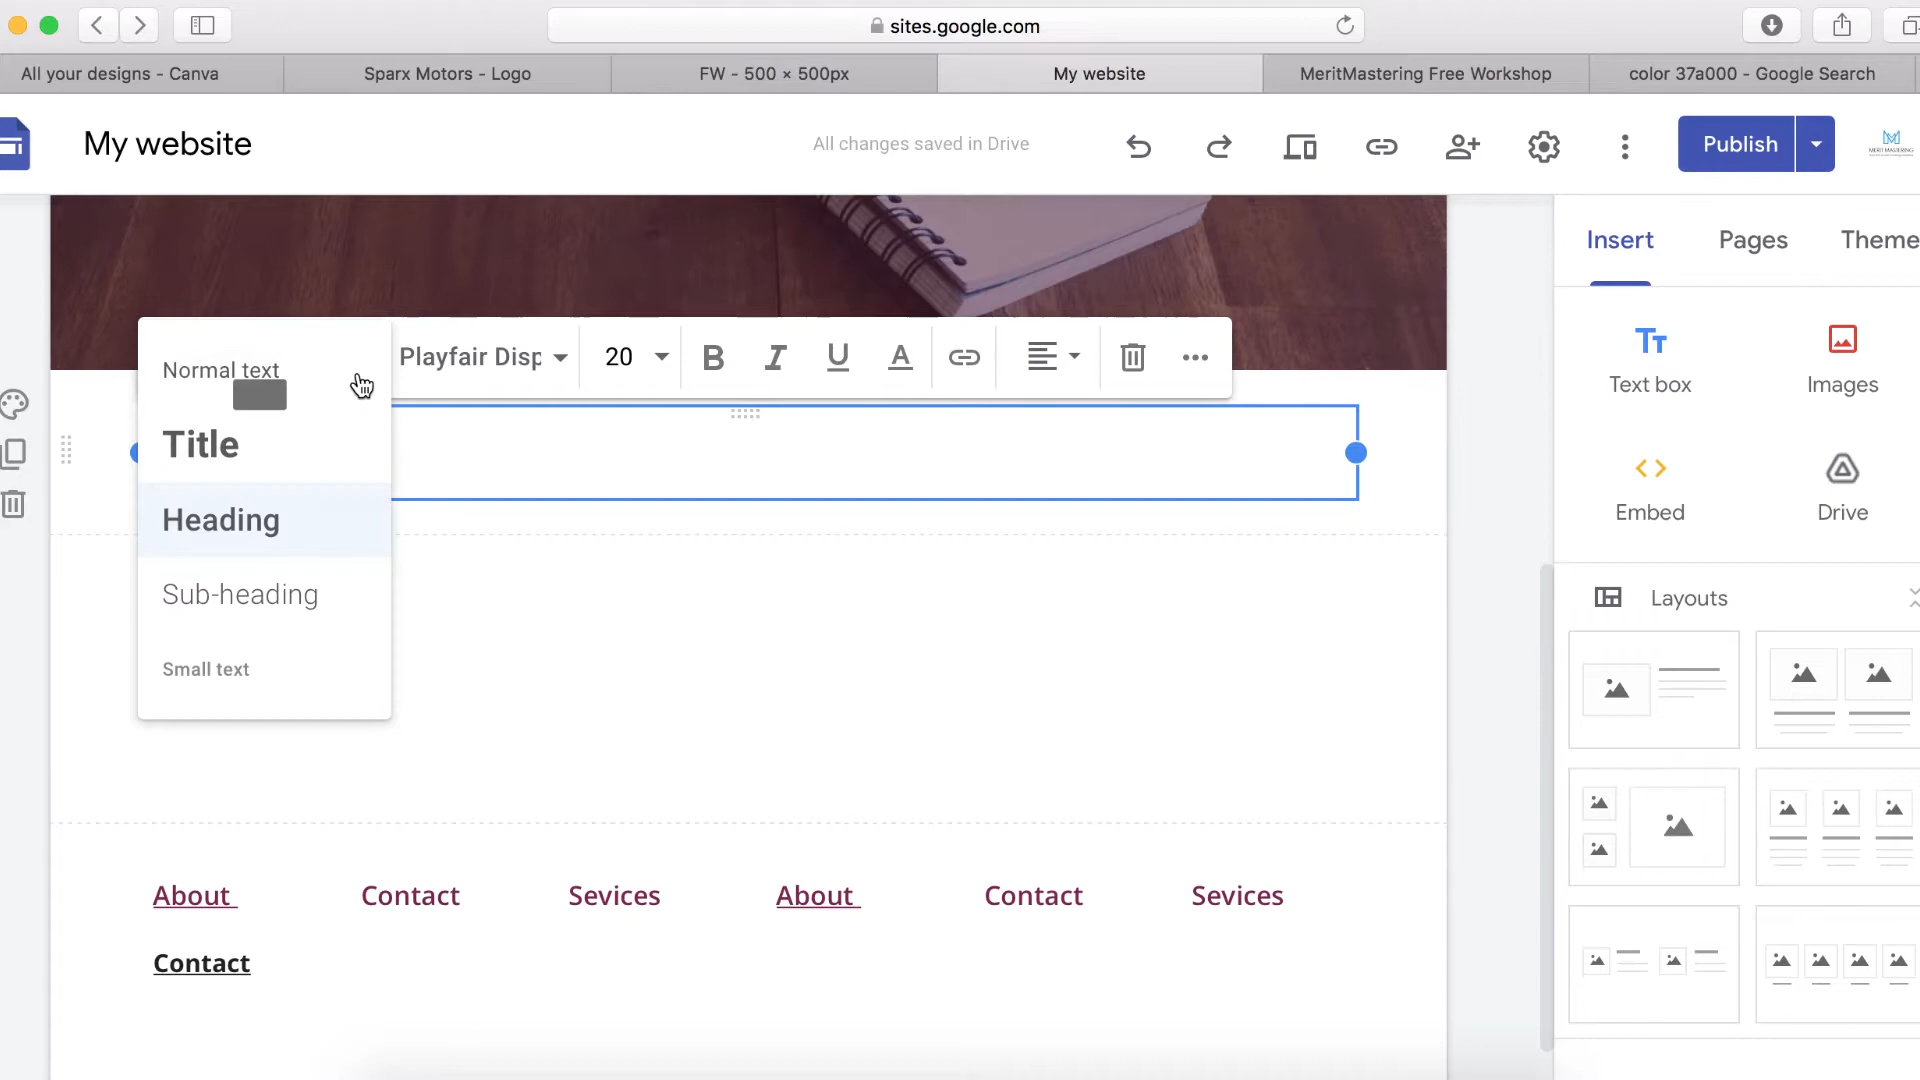 sites.google.com
All your designs - Canva
Sparx Motors - Logo
FW - 500 × 500px
My website
MeritMastering Free Workshop
color 37a000 - Google Search
My website
All changes saved in Drive
Publish
MERIT MASTERING
Insert
Pages
Theme
Normal text
Playfair Disp
20
B
I
U
A
Title
Heading
Sub-heading
Small text
Tt
Text box
Images
Embed
Drive
Layouts
About
Contact
Sevices
About
Contact
Sevices
Contact